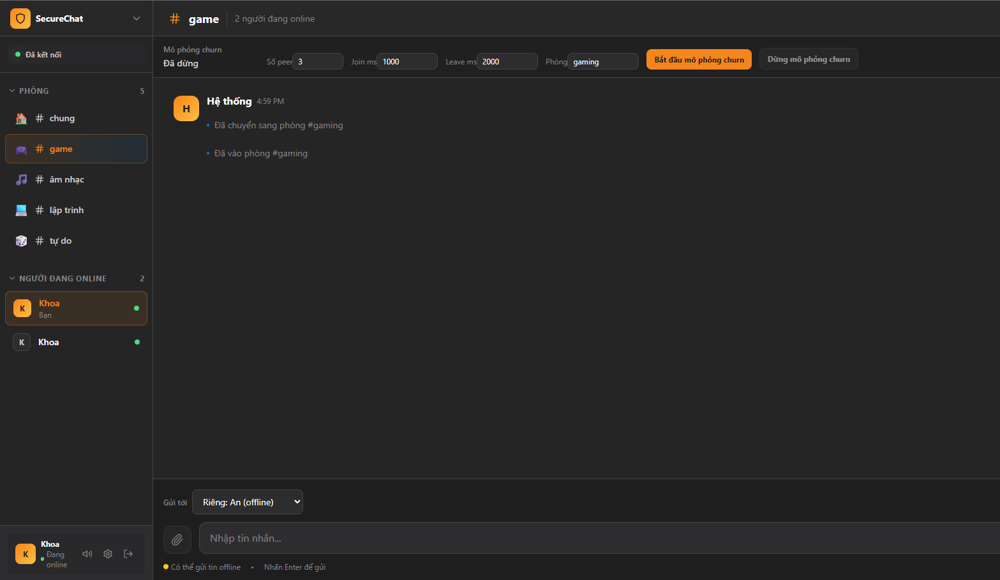 SecureChat
Đã kết nối
PHÒNG 5
# chung
# game
# âm nhạc
# lập trình
# tự do
NGƯỜI ĐANG ONLINE 2
K Khoa
Bạn
K Khoa
K Khoa
Đang online
# game 2 người đang online
Mô phỏng churn
Đã dừng
Số peer 3 Join ms 1000 Leave ms 2000 Phòng gaming Bắt đầu mô phỏng churn Dừng mô phỏng churn
H Hệ thống 4:59 PM
• Đã chuyển sang phòng #gaming
• Đã vào phòng #gaming
Gửi tới Riêng: An (offline)
Nhập tin nhắn...
Có thể gửi tin offline • Nhấn Enter để gửi